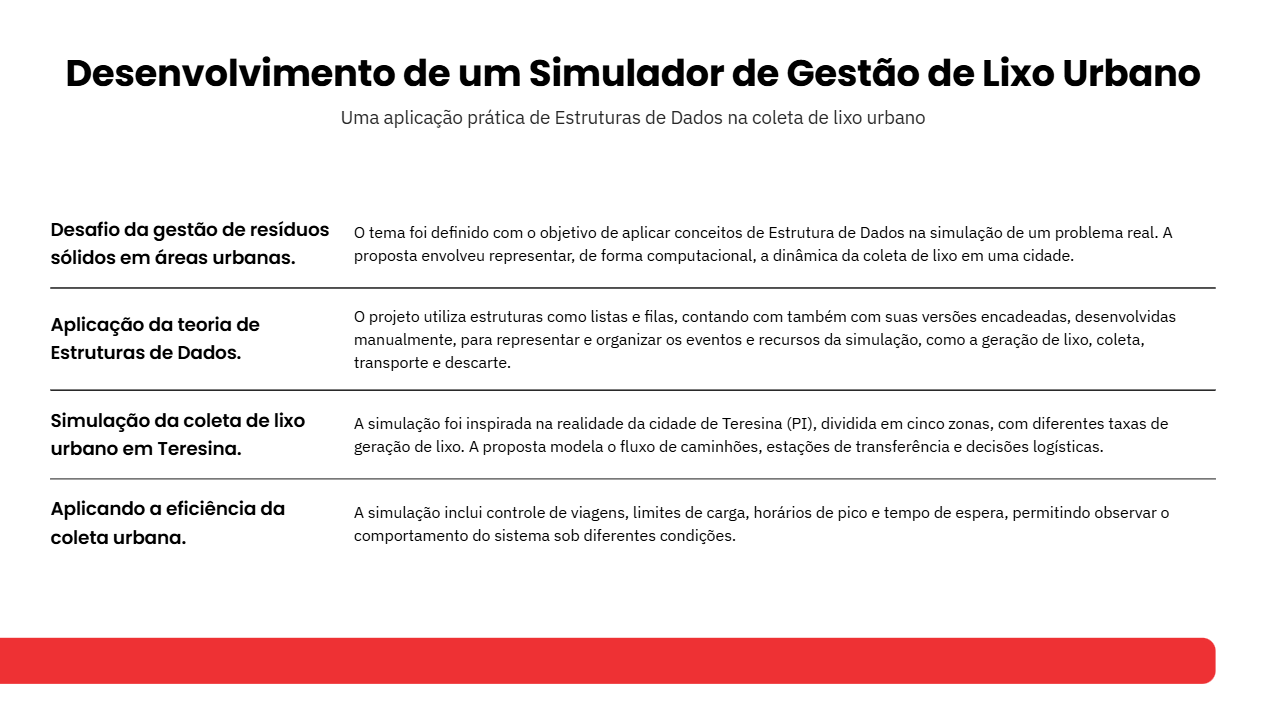 Desenvolvimento de um Simulador de Gestão de Lixo Urbano
Uma aplicação prática de Estruturas de Dados na coleta de lixo urbano
Desafio da gestão de resíduos
sólidos em áreas urbanas.
O tema foi definido com o objetivo de aplicar conceitos de Estrutura de Dados na simulação de um problema real. A
proposta envolveu representar, de forma computacional, a dinâmica da coleta de lixo em uma cidade.
Aplicação da teoria de
Estruturas de Dados.
O projeto utiliza estruturas como listas e filas, contando com também com suas versões encadeadas, desenvolvidas
manualmente, para representar e organizar os eventos e recursos da simulação, como a geração de lixo, coleta,
transporte e descarte.
Simulação da coleta de lixo
urbano em Teresina.
A simulação foi inspirada na realidade da cidade de Teresina (PI), dividida em cinco zonas, com diferentes taxas de
geração de lixo. A proposta modela o fluxo de caminhões, estações de transferência e decisões logísticas.
Aplicando a eficiência da
coleta urbana.
A simulação inclui controle de viagens, limites de carga, horários de pico e tempo de espera, permitindo observar o
comportamento do sistema sob diferentes condições.